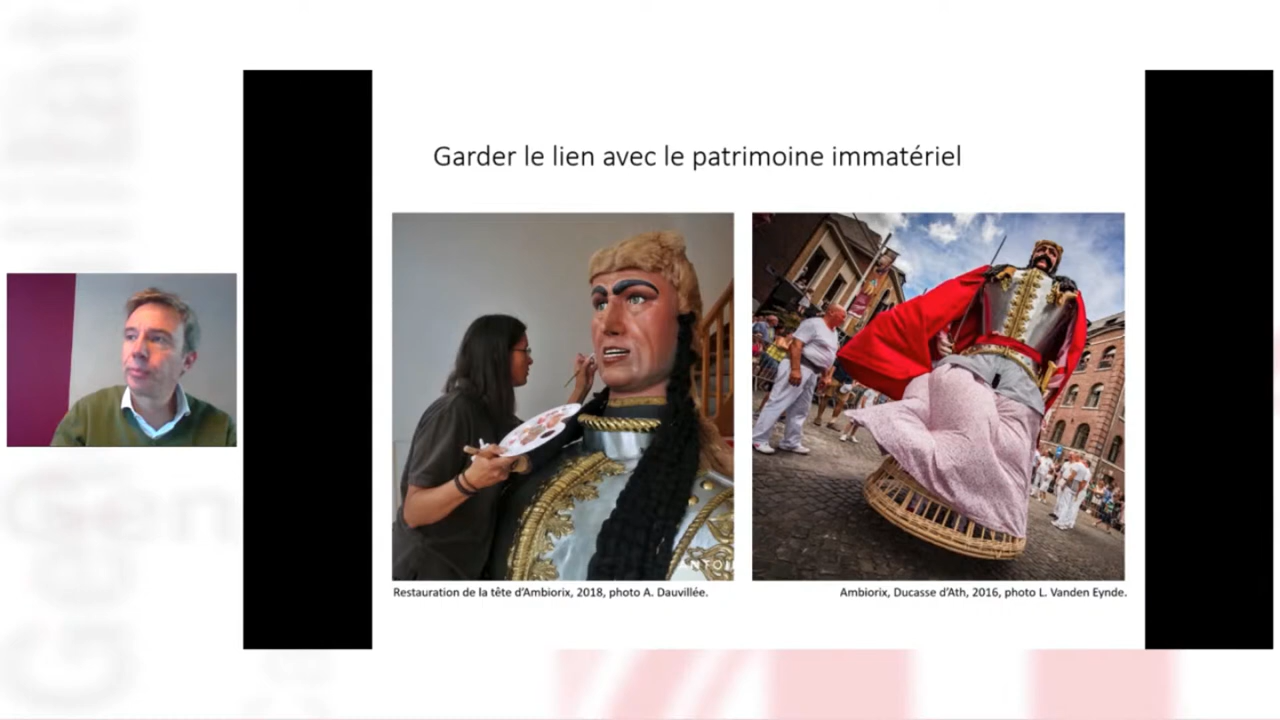 Garder le lien avec le patrimoine immatériel
Restauration de la tête d'Ambiorix, 2018, photo A. Dauvillée.
Ambiorix, Ducasse d'Ath, 2016, photo L. Vanden Eynde.